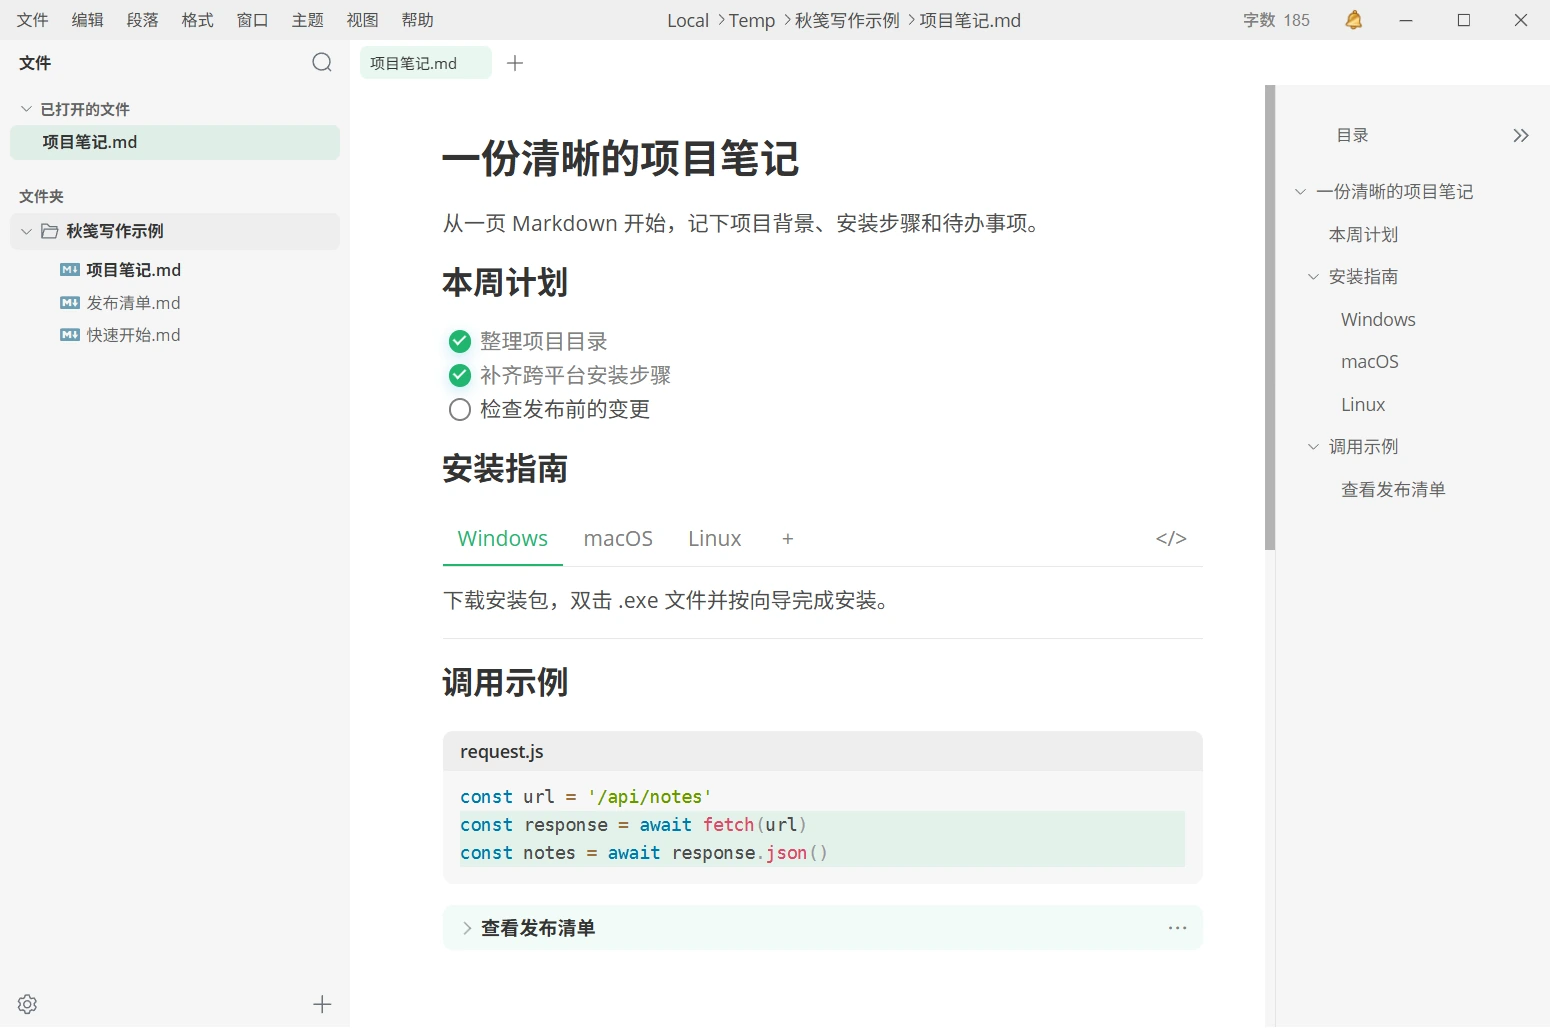 文件 编辑 段落 格式 窗口 主题 视图 帮助
Local > Temp > 秋笺写作示例 > 项目笔记.md
字数 185
文件
已打开的文件
项目笔记.md
文件夹
秋笺写作示例
项目笔记.md
发布清单.md
快速开始.md
项目笔记.md
一份清晰的项目笔记
从一页 Markdown 开始，记下项目背景、安装步骤和待办事项。
本周计划
整理项目目录
补齐跨平台安装步骤
检查发布前的变更
安装指南
Windows macOS Linux + </>
下载安装包，双击 .exe 文件并按向导完成安装。
调用示例
request.js
const url = '/api/notes'
const response = await fetch(url)
const notes = await response.json()
查看发布清单
目录
一份清晰的项目笔记
本周计划
安装指南
Windows
macOS
Linux
调用示例
查看发布清单